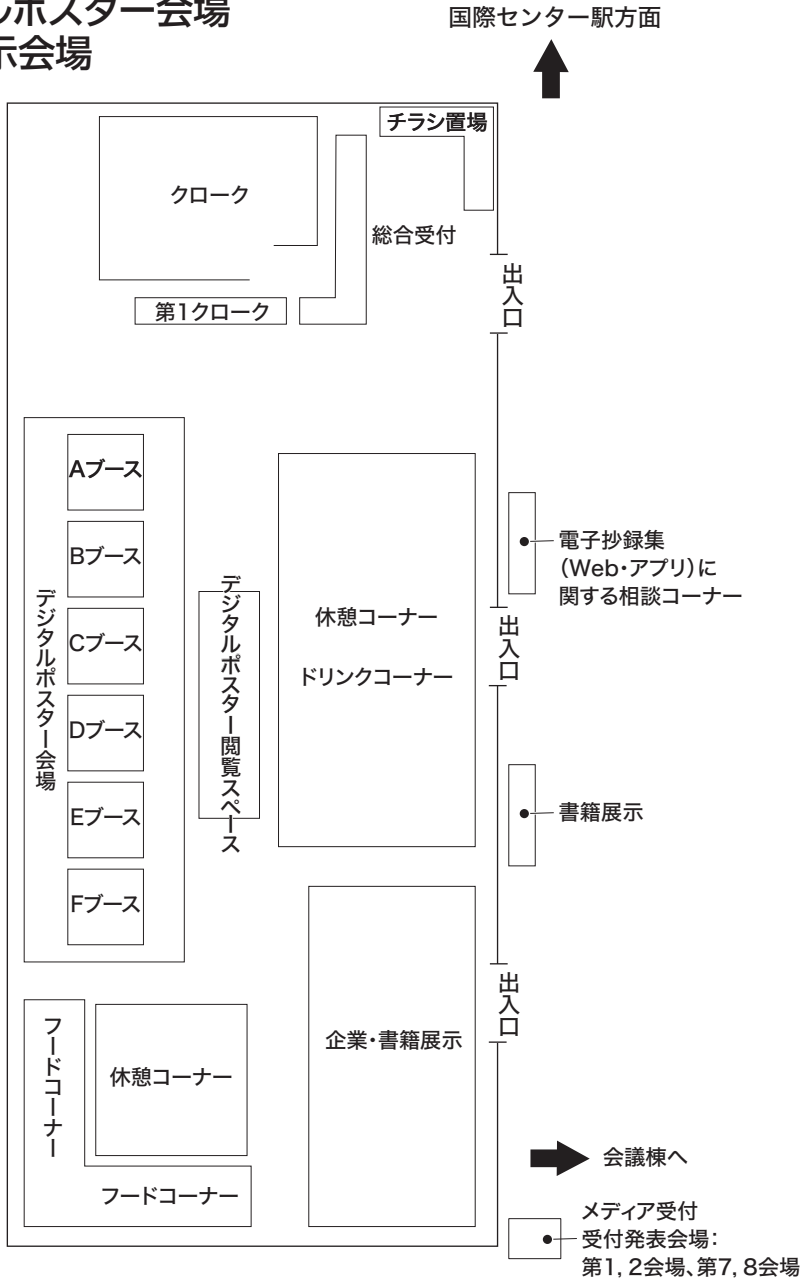 ルポスター会場
示会場
国際センター駅方面
チラシ置場
クローク
総合受付
出入口
第1クローク
Aブース
Bブース
Cブース
Dブース
Eブース
Fブース
デジタルポスター会場
デジタルポスター閲覧スペース
休憩コーナー
ドリンクコーナー
電子抄録集
（Web・アプリ）に
関する相談コーナー
出入口
書籍展示
出入口
企業・書籍展示
フードコーナー
休憩コーナー
フードコーナー
会議棟へ
メディア受付
受付発表会場：
第1, 2会場、第7, 8会場